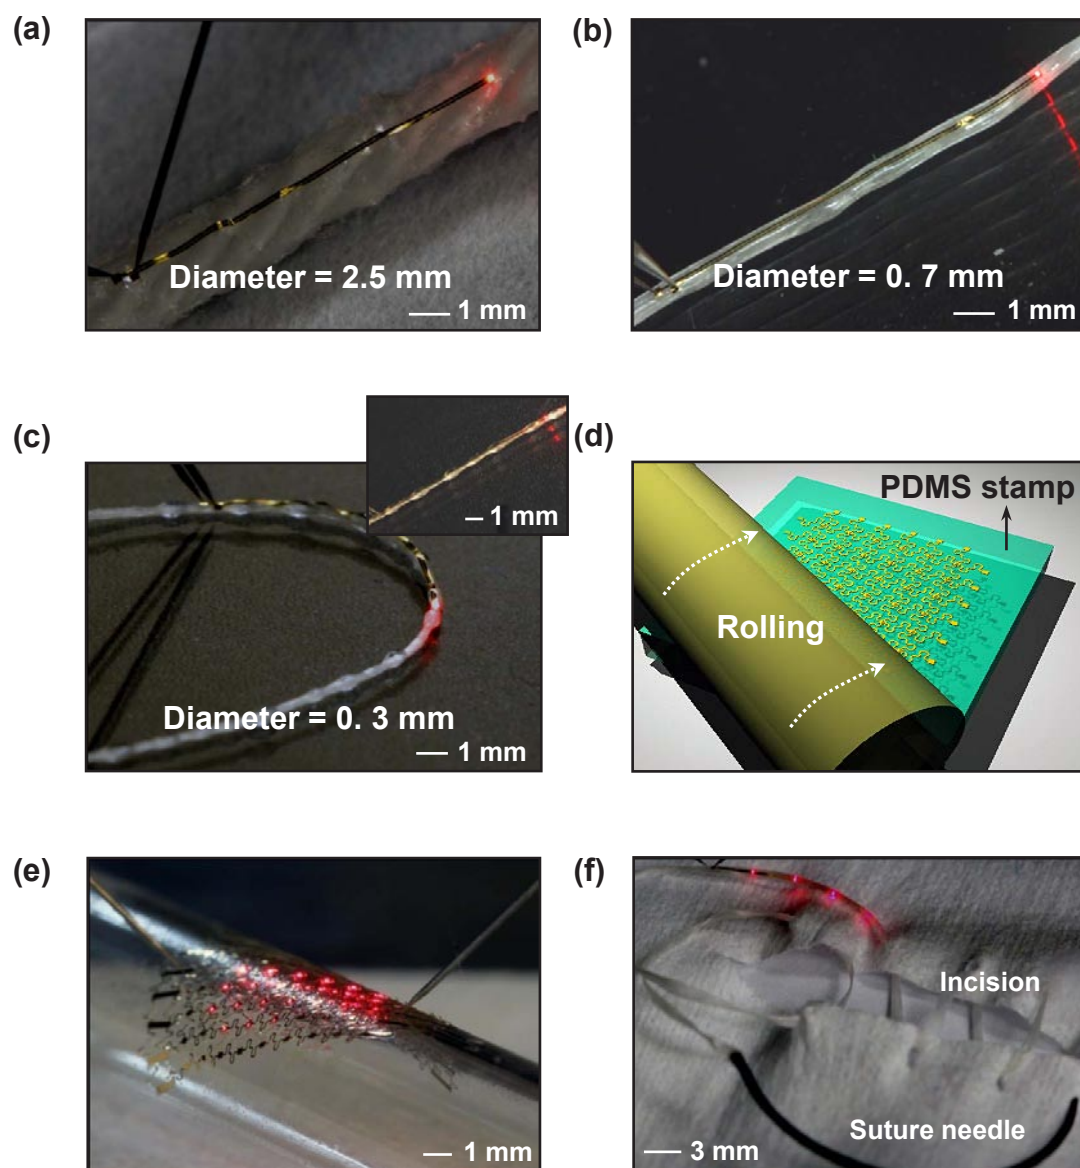 (a)
Diameter = 2.5 mm
1 mm
(b)
Diameter = 0. 7 mm
1 mm
(c)
1 mm
Diameter = 0. 3 mm
1 mm
(d)
PDMS stamp
Rolling
(e)
1 mm
(f)
Incision
Suture needle
3 mm